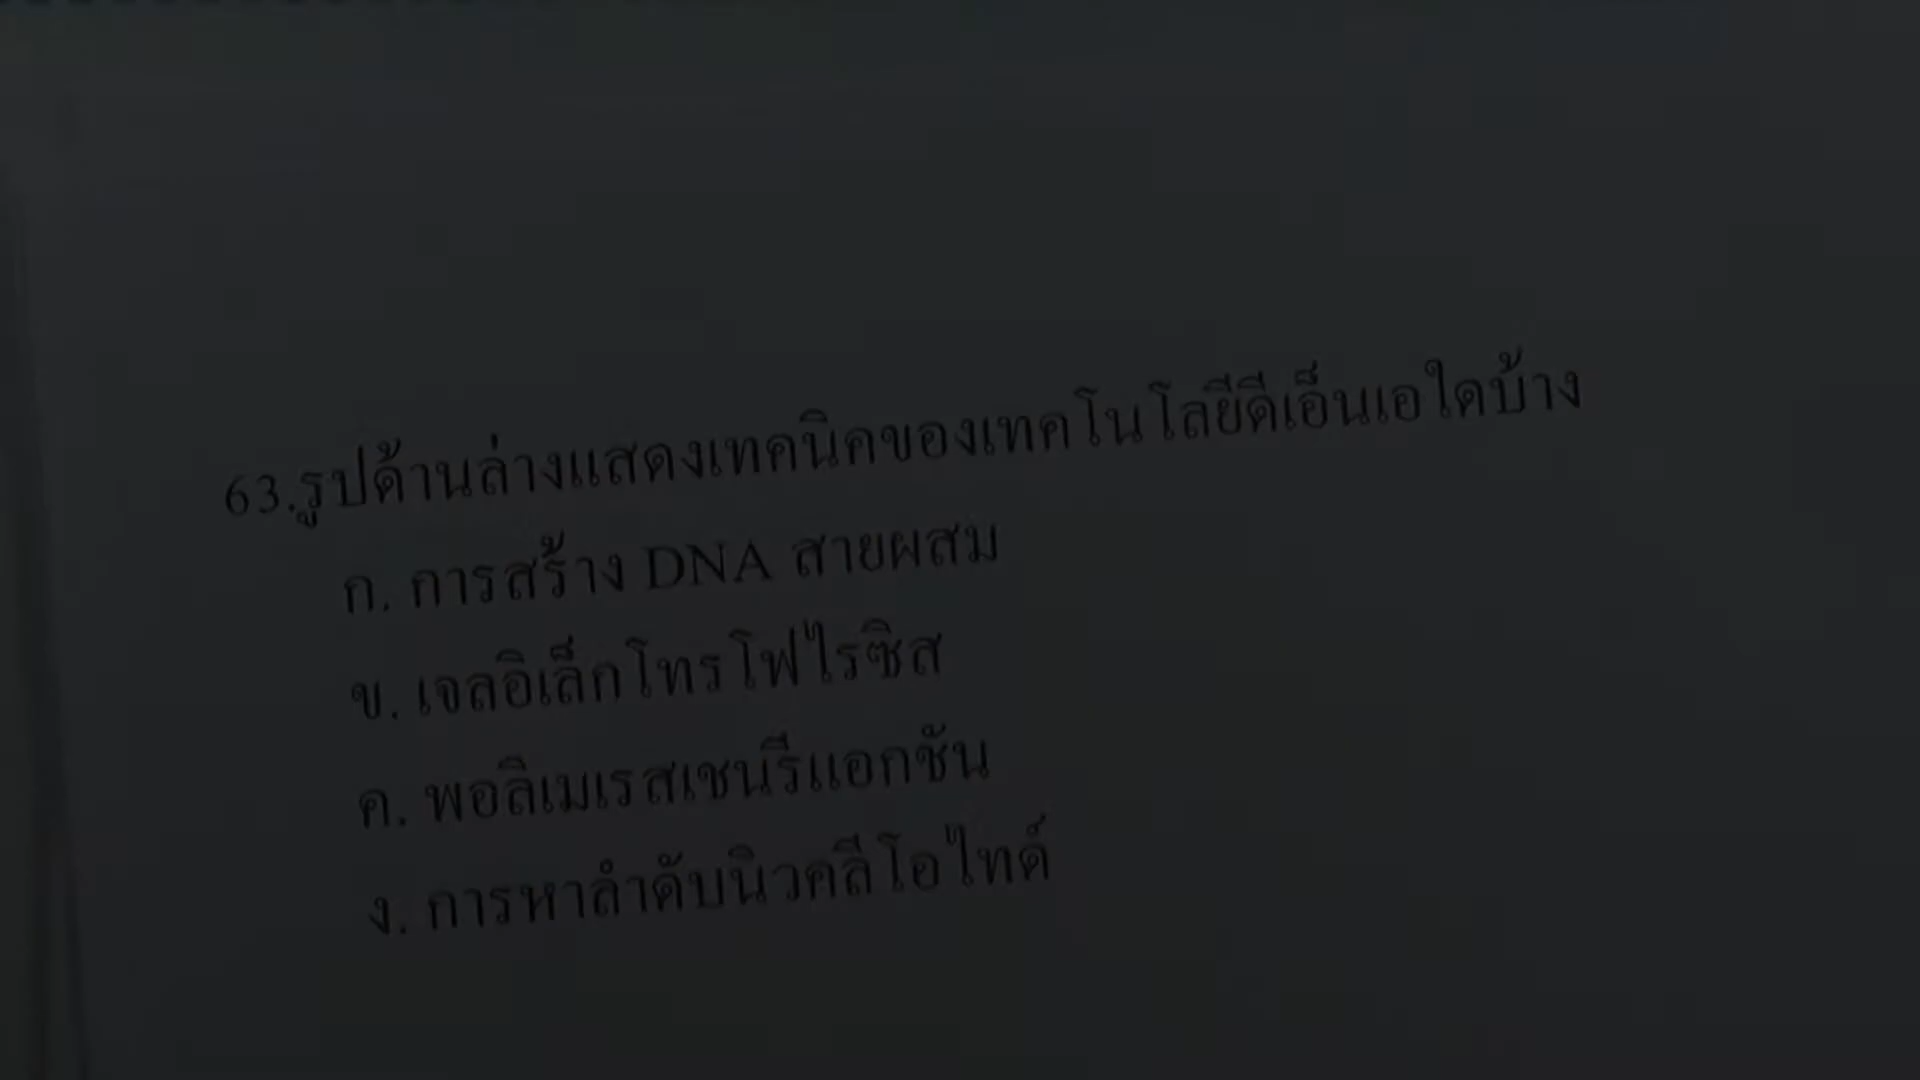 63.รูปด้านล่างแสดงเทคนิคของเทคโนโลยีดีเอ็นเอใดบ้าง
ก. การสร้าง DNA สายผสม
ข. เจลอิเล็กโทรโฟไรซิส
ค. พอลิเมเรสเชนรีแอกชัน
ง. การหาลำดับนิวคลีโอไทด์